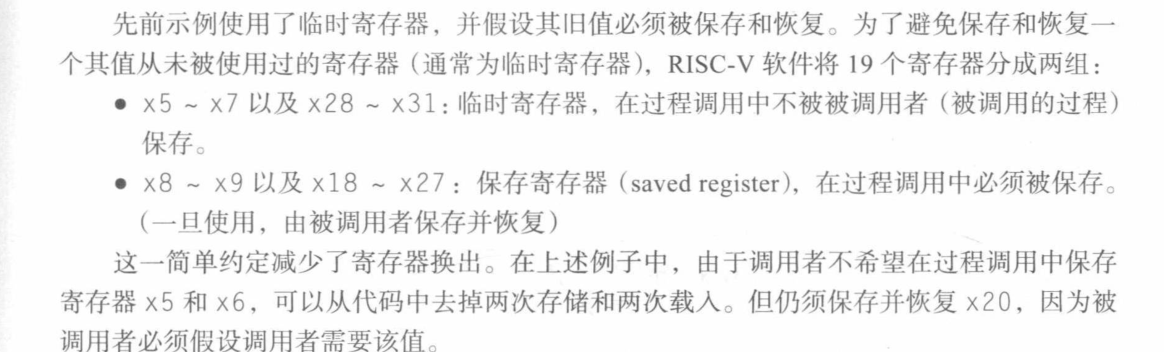 先前示例使用了临时寄存器，并假设其旧值必须被保存和恢复。为了避免保存和恢复一
个其值从未被使用过的寄存器（通常为临时寄存器），RISC-V 软件将 19 个寄存器分成两组：
● x5 ~ x7 以及 x28 ~ x31：临时寄存器，在过程调用中不被被调用者（被调用的过程）
保存。
● x8 ~ x9 以及 x18 ~ x27：保存寄存器（saved register），在过程调用中必须被保存。
（一旦使用，由被调用者保存并恢复）
这一简单约定减少了寄存器换出。在上述例子中，由于调用者不希望在过程调用中保存
寄存器 x5 和 x6，可以从代码中去掉两次存储和两次载入。但仍须保存并恢复 x20，因为被
调用者必须假设调用者需要该值。